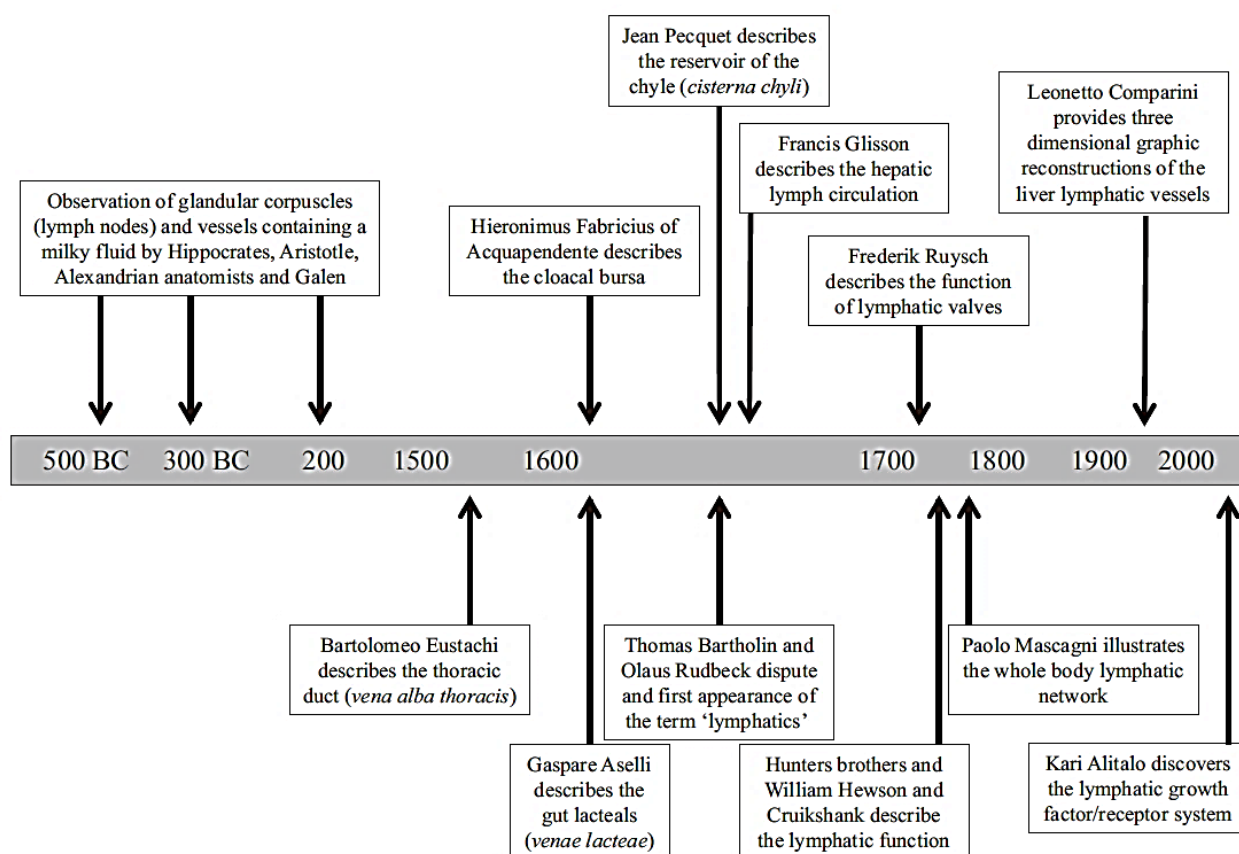 Jean Pecquet describes
the reservoir of the
chyle (cisterna chyli)
Leonetto Comparini
provides three
dimensional graphic
reconstructions of the
liver lymphatic vessels
Francis Glisson
describes the hepatic
lymph circulation
Observation of glandular corpuscles
(lymph nodes) and vessels containing a
milky fluid by Hippocrates, Aristotle,
Alexandrian anatomists and Galen
Hieronimus Fabricius of
Acquapendente describes
the cloacal bursa
Frederik Ruysch
describes the function
of lymphatic valves
500 BC 300 BC 200 1500 1600 1700 1800 1900 2000
Bartolomeo Eustachi
describes the thoracic
duct (vena alba thoracis)
Thomas Bartholin and
Olaus Rudbeck dispute
and first appearance of
the term ‘lymphatics’
Paolo Mascagni illustrates
the whole body lymphatic
network
Gaspare Aselli
describes the
gut lacteals
(venae lacteae)
Hunters brothers and
William Hewson and
Cruikshank describe
the lymphatic function
Kari Alitalo discovers
the lymphatic growth
factor/receptor system